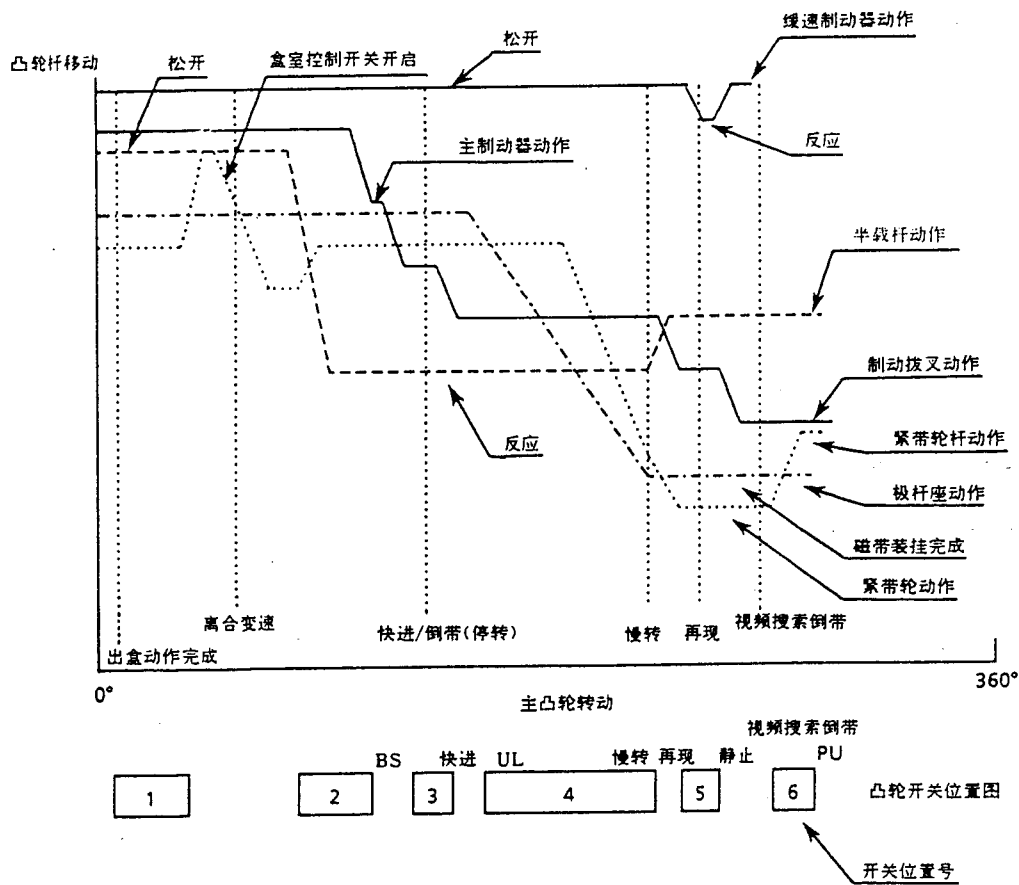 缓速制动器动作
松开
凸轮杆移动
松开
盒室控制开关开启
反应
主制动器动作
半载杆动作
制动拨叉动作
反应
紧带轮杆动作
极杆座动作
磁带装挂完成
紧带轮动作
离合变速
快进/倒带(停转)
慢转
再现
视频搜索倒带
出盒动作完成
0°
360°
主凸轮转动
视频搜索倒带
BS
快进
UL
慢转
再现
静止
PU
1
2
3
4
5
6
凸轮开关位置图
开关位置号